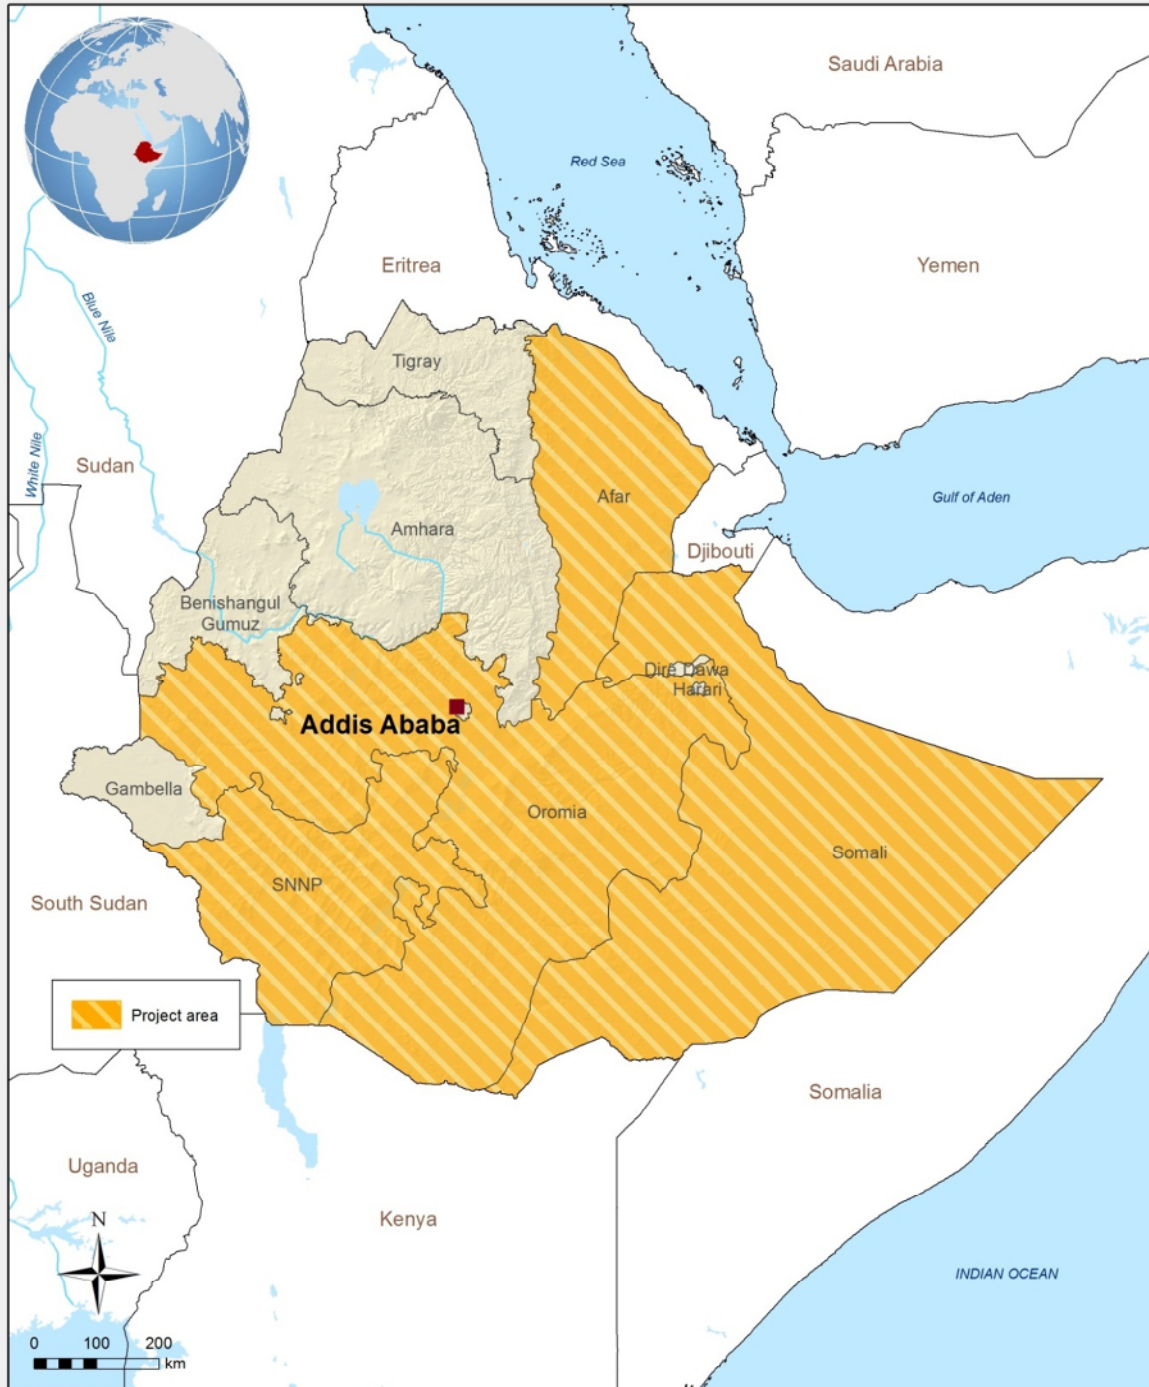 Saudi Arabia
Red Sea
Eritrea
Yemen
Blue Nile
Tigray
White Nile
Sudan
Afar
Gulf of Aden
Amhara
Djibouti
Benishangul
Gumuz
Dire Dawa
Harari
Addis Ababa
Gambella
Oromia
Somali
SNNP
South Sudan
Project area
Somalia
Uganda
Kenya
N
INDIAN OCEAN
0 100 200
km